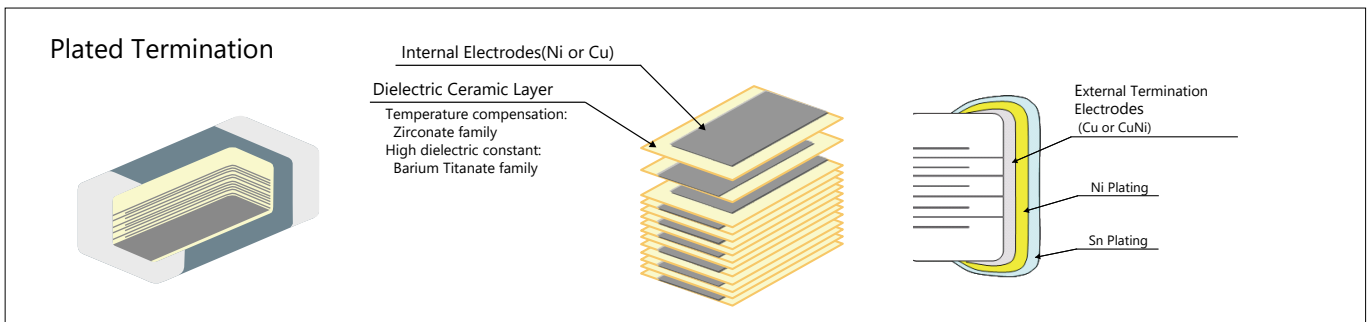 Plated Termination
Internal Electrodes(Ni or Cu)
Dielectric Ceramic Layer
Temperature compensation:
Zirconate family
High dielectric constant:
Barium Titanate family
External Termination
Electrodes
(Cu or CuNi)
Ni Plating
Sn Plating